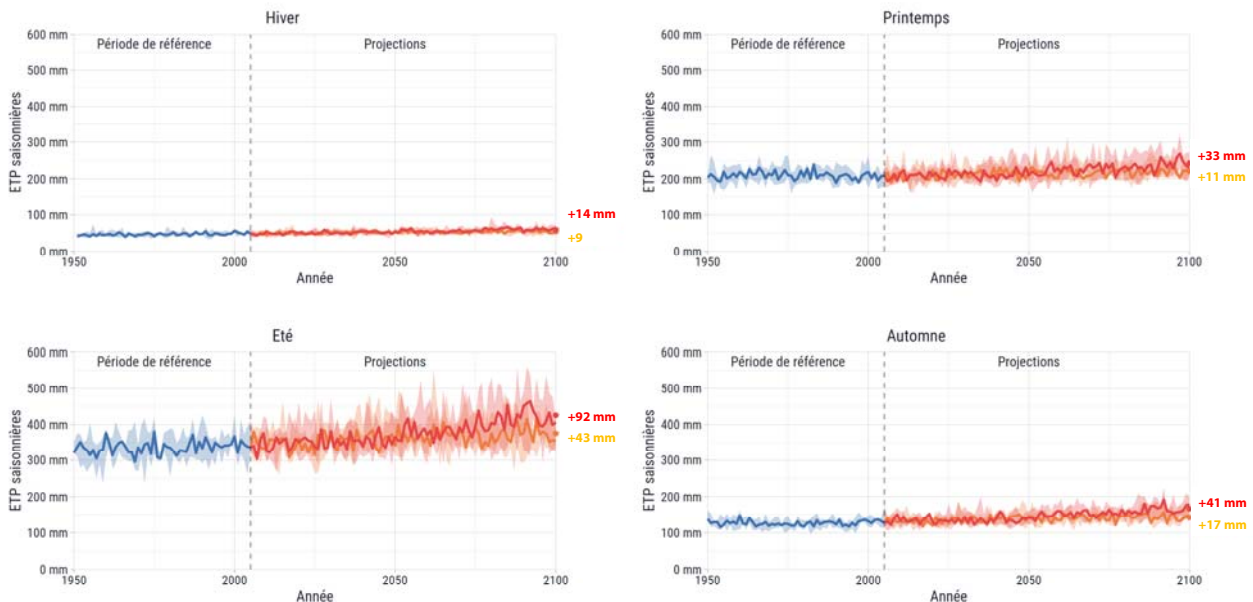 Hiver
600 mm
500 mm
400 mm
300 mm
200 mm
100 mm
0 mm
ETP saisonnières
Période de référence
Projections
+14 mm
+9
1950
2000
2050
2100
Année
Printemps
600 mm
500 mm
400 mm
300 mm
200 mm
100 mm
0 mm
ETP saisonnières
Période de référence
Projections
+33 mm
+11 mm
1950
2000
2050
2100
Année
Eté
600 mm
500 mm
400 mm
300 mm
200 mm
100 mm
0 mm
ETP saisonnières
Période de référence
Projections
+92 mm
+43 mm
1950
2000
2050
2100
Année
Automne
600 mm
500 mm
400 mm
300 mm
200 mm
100 mm
0 mm
ETP saisonnières
Période de référence
Projections
+41 mm
+17 mm
1950
2000
2050
2100
Année